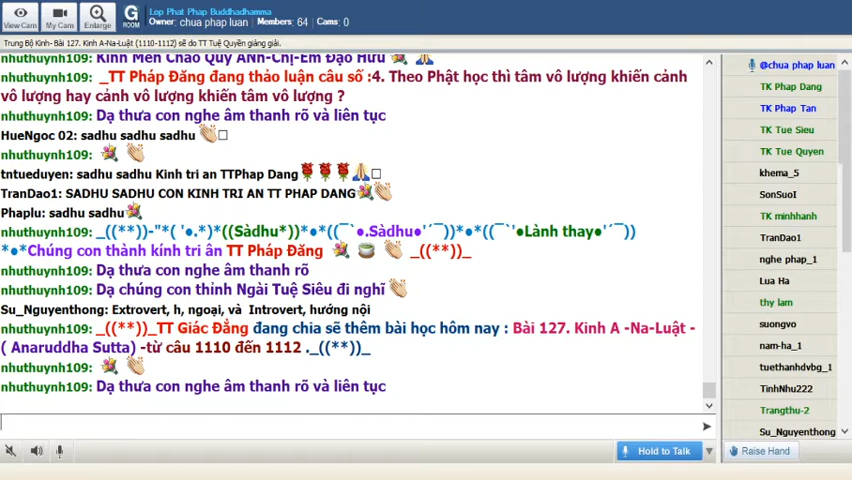 View Cam
My Cam
Enlarge
G
ROOM
Lop Phat Phap Buddhadhamma
Owner: chua phap luan Members: 64 Cams: 0
Trung Bộ Kinh- Bài 127. Kinh A-Na-Luật (1110-1112) sẽ do TT Tuệ Quyền giảng giải.
nhuthuynh109: Kính Mến Chào Quý ANh-Chị-Em Đạo Hữu
nhuthuynh109: _TT Pháp Đăng đang thảo luận câu số :4. Theo Phật học thì tâm vô lượng khiến cảnh
vô lượng hay cảnh vô lượng khiến tâm vô lượng ?
nhuthuynh109: Dạ thưa con nghe âm thanh rõ và liên tục
HueNgoc 02: sadhu sadhu sadhu
nhuthuynh109:
tntueduyen: sadhu sadhu Kinh tri an TTPhap Dang
TranDao1: SADHU SADHU CON KINH TRI AN TT PHAP DANG
Phaplu: sadhu sadhu
nhuthuynh109: _((**))-"*( '●.*)*((Sàdhu*))*●*((¯`●.Sàdhu●'´¯))*●*((¯`'●Lành thay●'´¯))
*●*Chúng con thành kính tri ân TT Pháp Đăng _((**))_
nhuthuynh109: Dạ thưa con nghe âm thanh rõ
nhuthuynh109: Dạ chúng con thỉnh Ngài Tuệ Siêu đi nghĩ
Su_Nguyenthong: Extrovert, h, ngoại, và Introvert, hướng nội
nhuthuynh109: _((**))_TT Giác Đẳng đang chia sẽ thêm bài học hôm nay : Bài 127. Kinh A -Na-Luật -
( Anaruddha Sutta) -từ câu 1110 đến 1112 ._((**))_
nhuthuynh109:
nhuthuynh109: Dạ thưa con nghe âm thanh rõ và liên tục
@chua phap luan
TK Phap Dang
TK Phap Tan
TK Tue Sieu
TK Tue Quyen
khema_5
SonSuoI
TK minhhanh
TranDao1
nghe phap_1
Lua Ha
thy lam
suongvo
nam-ha_1
tuethanhdvbg_1
TinhNhu222
Trangthu-2
Su_Nguyenthong
Hold to Talk
Raise Hand